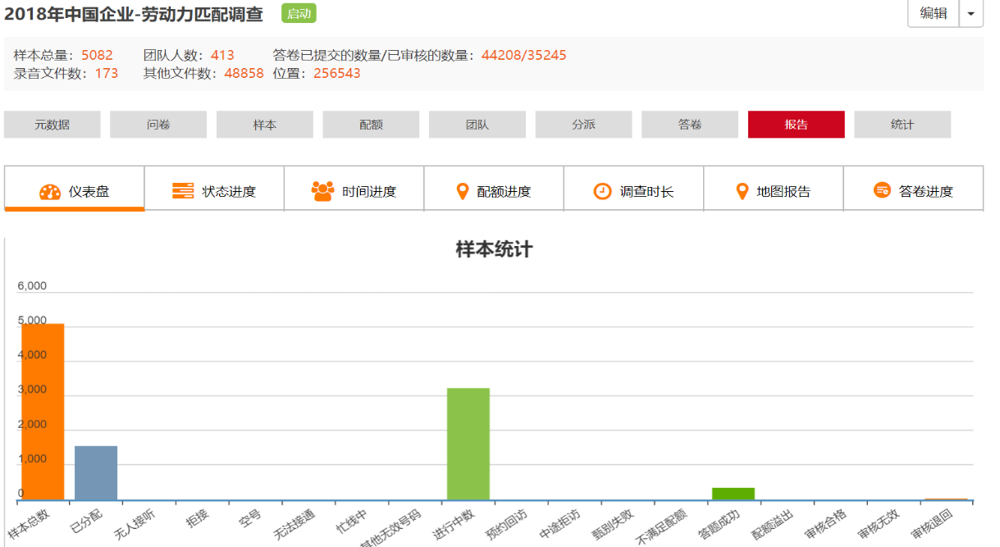 2018年中国企业-劳动力匹配调查 启动 编辑
样本总量：5082 团队人数：413 答卷已提交的数量/已审核的数量：44208/35245
录音文件数：173 其他文件数：48858 位置：256543
元数据 问卷 样本 配额 团队 分派 答卷 报告 统计
仪表盘 状态进度 时间进度 配额进度 调查时长 地图报告 答卷进度
样本统计
6,000
5,000
4,000
3,000
2,000
1,000
0
样本总数 已分配 无人接听 拒接 空号 无法接通 忙线中 其他无效号码 进行中数 预约回访 中途拒访 甄别失败 不满足配额 答题成功 配额溢出 审核合格 审核无效 审核退回